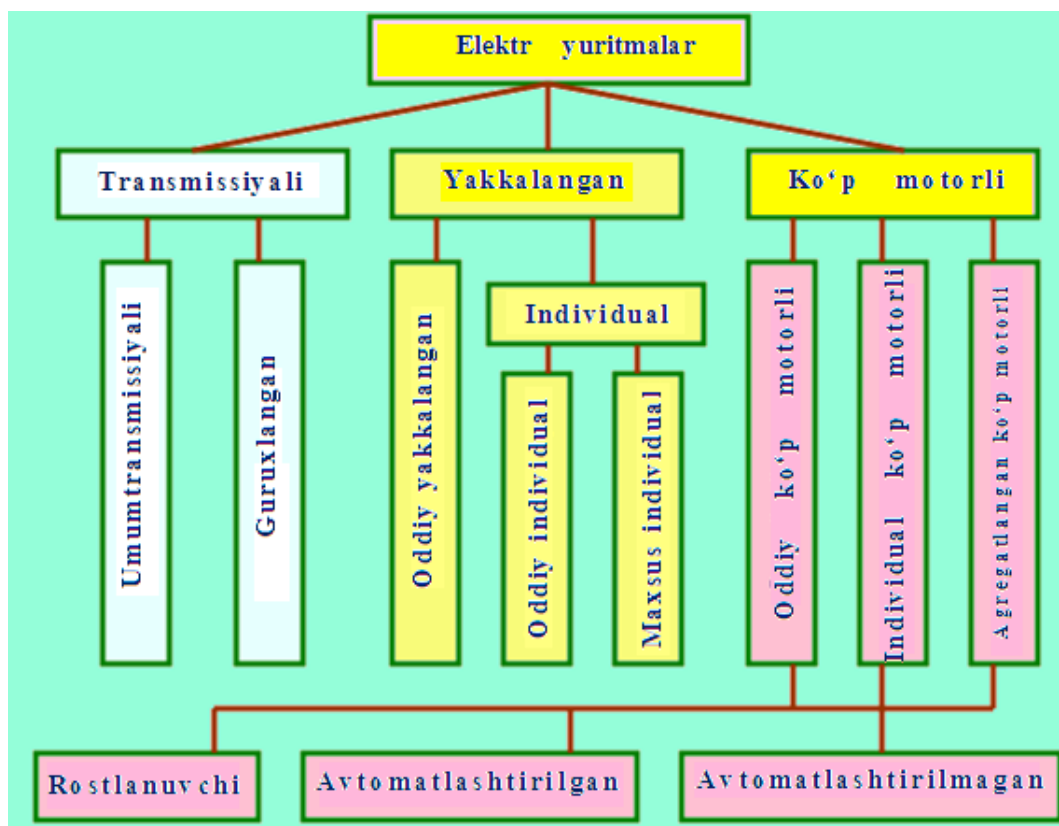 Elektr yuritmalar
Transmissiyali
Yakkalangan
Ko‘p motorli
Umumtransmissiyali
Guruxlangan
Oddiy yakkalangan
Individual
Oddiy individual
Maxsus individual
Oddiy ko‘p motorli
Individual ko‘p motorli
Agregatlangan ko‘p motorli
Rostlanuvchi
Avtomatlashtirilgan
Avtomatlashtirilmagan